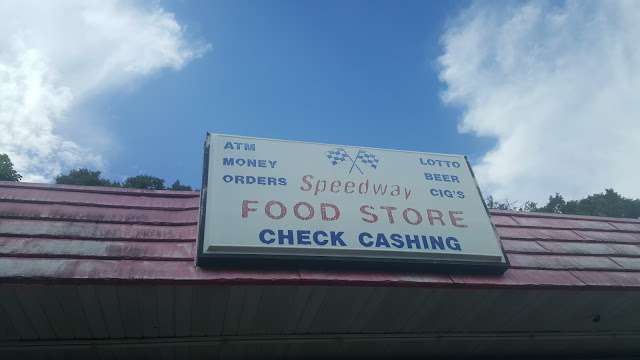 ATM
MONEY
ORDERS
LOTTO
BEER
CIG'S
Speedway
FOOD STORE
CHECK CASHING